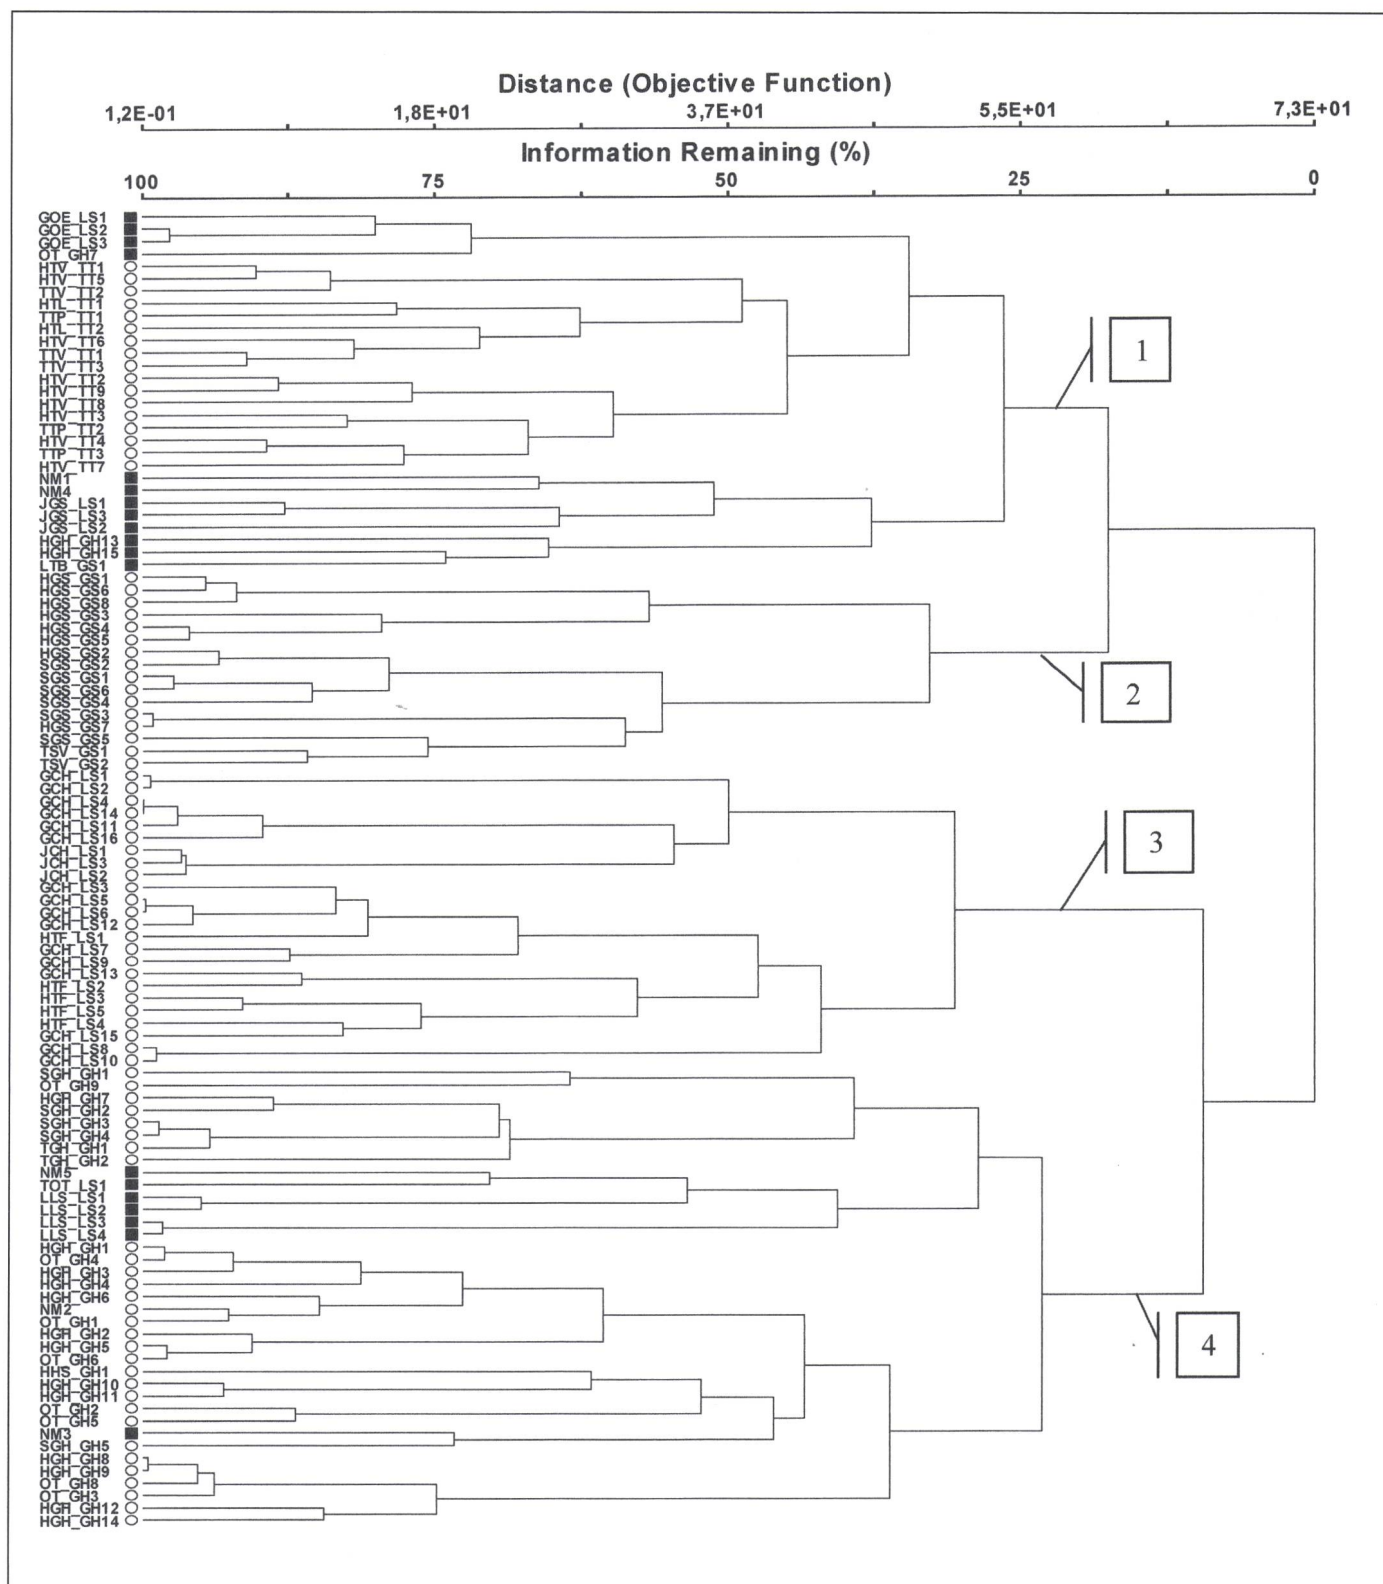 Distance (Objective Function)
1,2E-01 1,8E+01 3,7E+01 5,5E+01 7,3E+01
Information Remaining (%)
100 75 50 25 0
GOE_LS1
GOE_LS2
GOE_LS3
OT_GH7
HTV_TT1
HTV_TT5
TTV_TT2
HTL_TT1
TTP_TT1
HTL_TT2
HTV_TT6
TTV_TT1
TTV_TT3
HTV_TT2
HTV_TT9
HTV_TT8
HTV_TT3
TTP_TT2
HTV_TT4
TTP_TT3
HTV_TT7
NM1
NM4
JGS_LS1
JGS_LS3
JGS_LS2
HGH_GH13
HGH_GH15
LTB_GS1
HGS_GS1
HGS_GS6
HGS_GS8
HGS_GS3
HGS_GS4
HGS_GS5
HGS_GS2
SGS_GS2
SGS_GS1
SGS_GS6
SGS_GS4
SGS_GS3
HGS_GS7
SGS_GS5
TSV_GS1
TSV_GS2
GCH_LS1
GCH_LS2
GCH_LS4
GCH_LS14
GCH_LS11
GCH_LS16
JCH_LS1
JCH_LS3
JCH_LS2
GCH_LS3
GCH_LS5
GCH_LS6
GCH_LS12
HTF_LS1
GCH_LS7
GCH_LS9
GCH_LS13
HTF_LS2
HTF_LS3
HTF_LS5
HTF_LS4
GCH_LS15
GCH_LS8
GCH_LS10
SGH_GH1
OT_GH9
HGH_GH7
SGH_GH2
SGH_GH3
SGH_GH4
TGH_GH1
TGH_GH2
NM5
TOT_LS1
LLS_LS1
LLS_LS2
LLS_LS3
LLS_LS4
HGH_GH1
OT_GH4
HGH_GH3
HGH_GH4
HGH_GH6
NM2
OT_GH1
HGH_GH2
HGH_GH5
OT_GH6
HHS_GH1
HGH_GH10
HGH_GH11
OT_GH2
OT_GH5
NM3
SGH_GH5
HGH_GH8
HGH_GH9
OT_GH8
OT_GH3
HGH_GH12
HGH_GH14
1
2
3
4